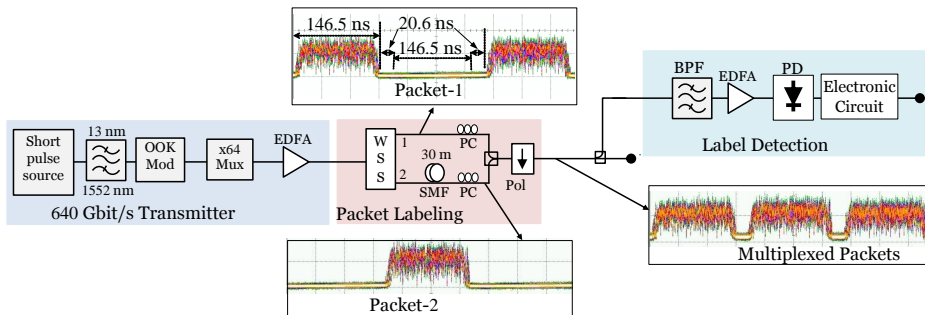 146.5 ns
20.6 ns
146.5 ns
Packet-1
Short
pulse
source
13 nm
1552 nm
OOK
Mod
x64
Mux
EDFA
640 Gbit/s Transmitter
W
S
S
1
2
PC
30 m
SMF
PC
Pol
Packet Labeling
BPF
EDFA
PD
Electronic
Circuit
Label Detection
Packet-2
Multiplexed Packets